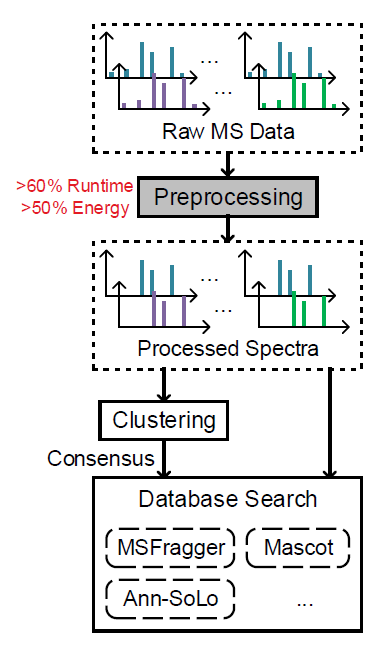 ...
...
Raw MS Data
>60% Runtime
>50% Energy
Preprocessing
...
...
Processed Spectra
Clustering
Consensus
Database Search
MSFragger
Mascot
Ann-SoLo
...